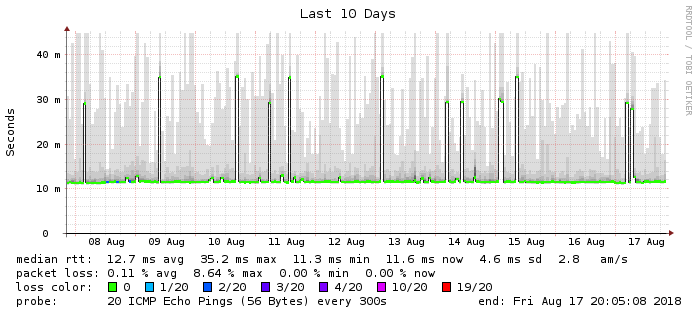 Last 10 Days
RRDTOOL / TOBI OETIKER
Seconds
40 m
30 m
20 m
10 m
0
08 Aug 09 Aug 10 Aug 11 Aug 12 Aug 13 Aug 14 Aug 15 Aug 16 Aug 17 Aug
median rtt: 12.7 ms avg 35.2 ms max 11.3 ms min 11.6 ms now 4.6 ms sd 2.8 am/s
packet loss: 0.11 % avg 8.64 % max 0.00 % min 0.00 % now
loss color: 0 1/20 2/20 3/20 4/20 10/20 19/20
probe: 20 ICMP Echo Pings (56 Bytes) every 300s end: Fri Aug 17 20:05:08 2018